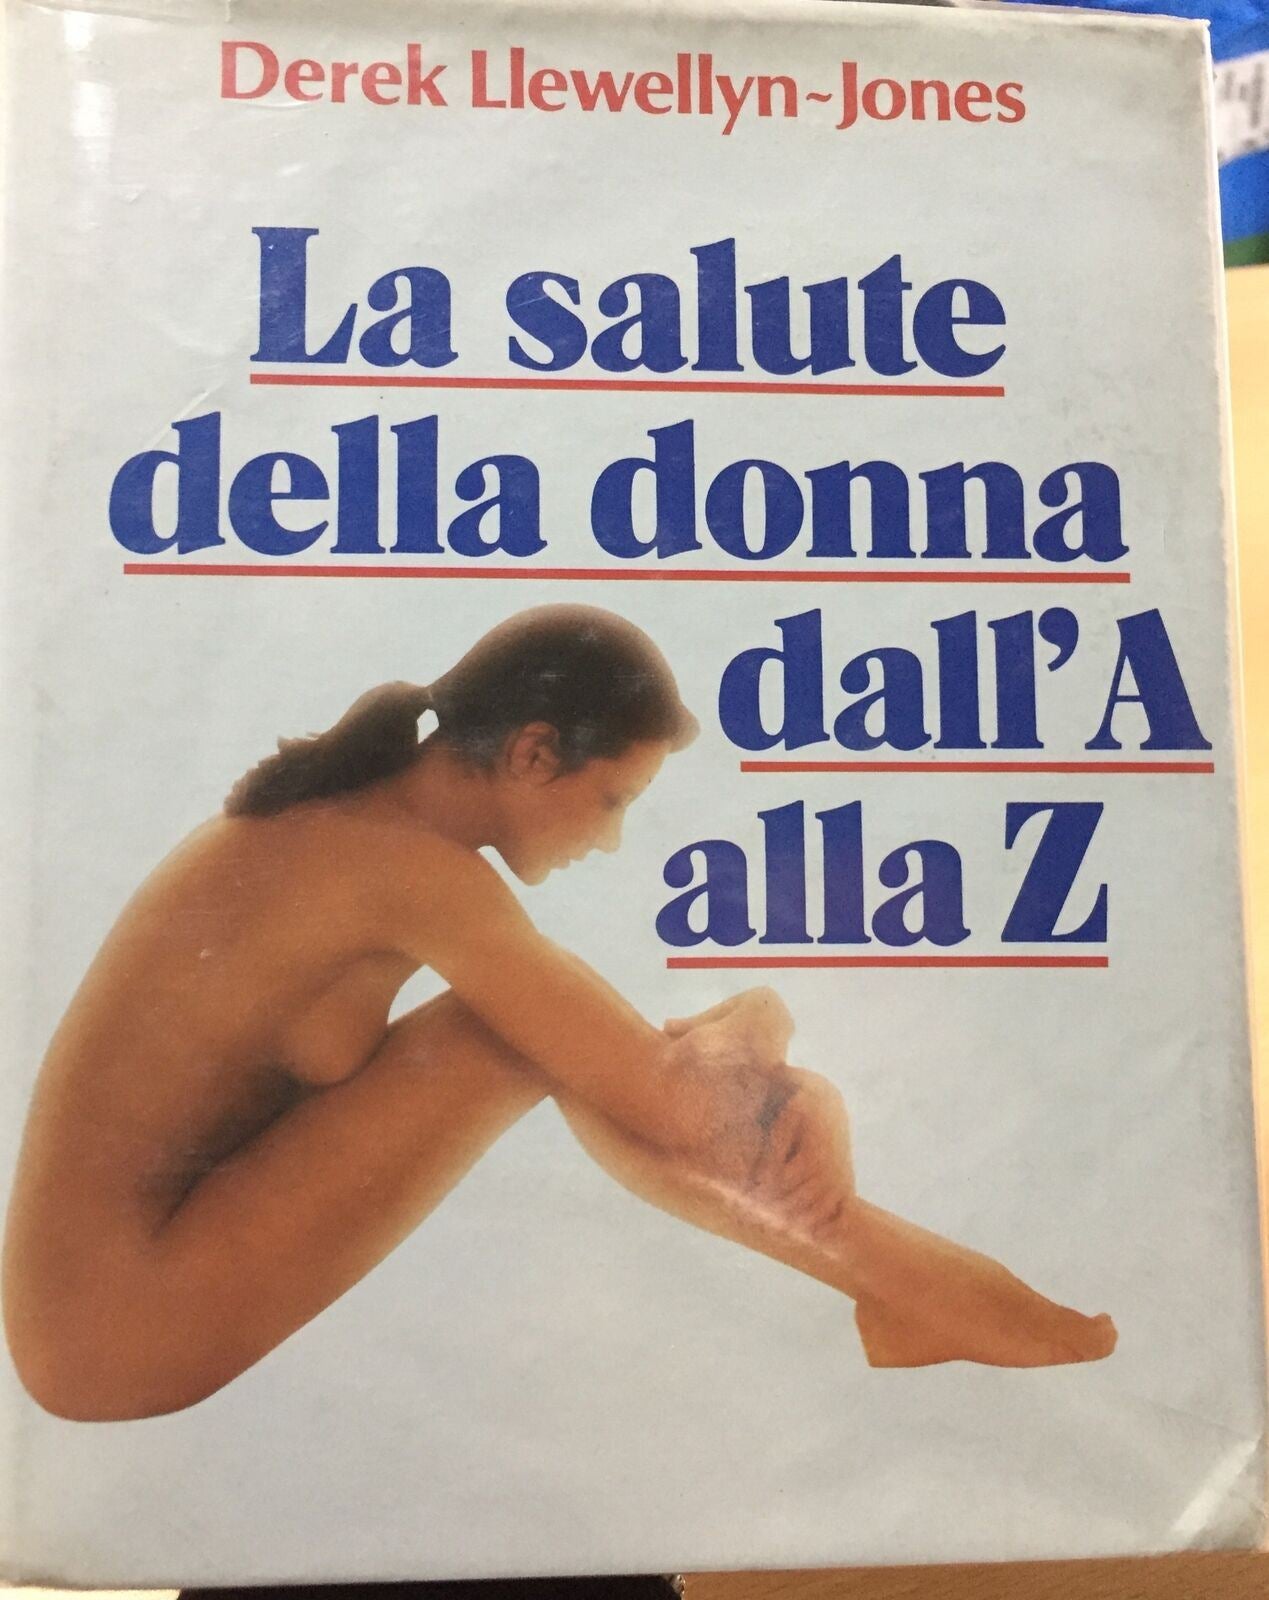 Derek Llewellyn-Jones
La salute
della donna
dall'A
alla Z